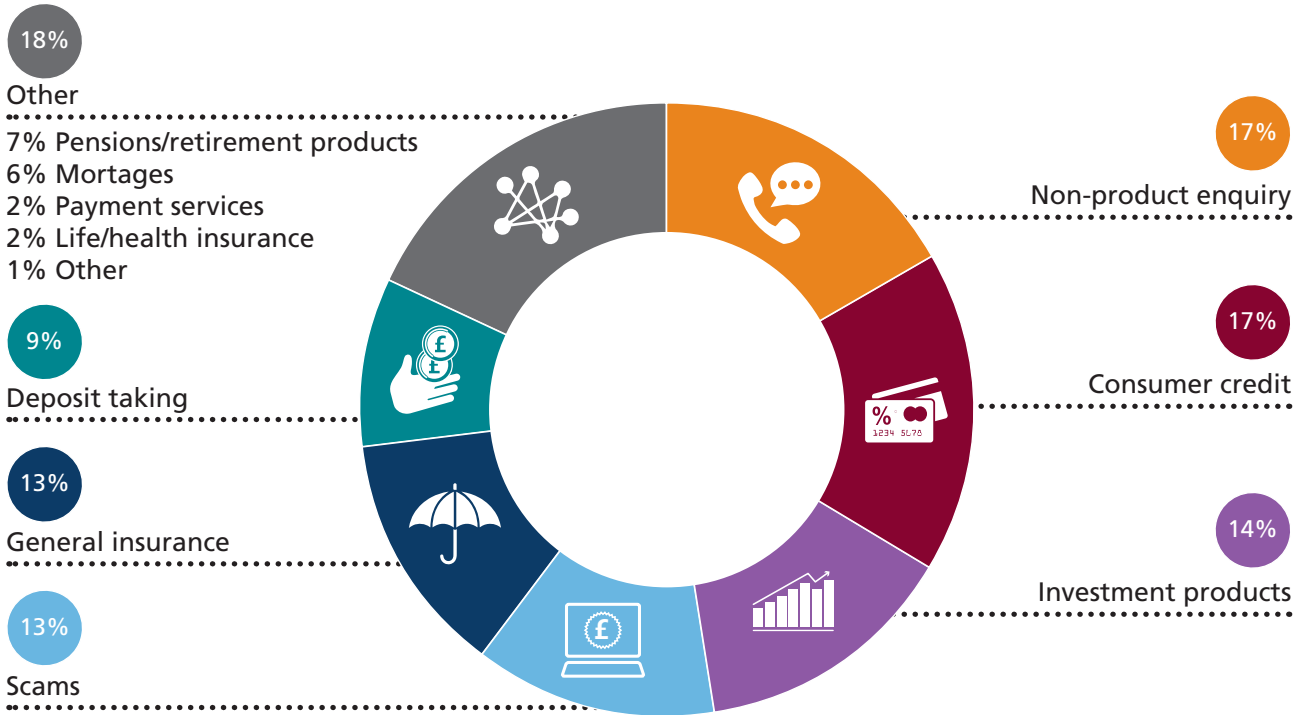 18%
Other
7% Pensions/retirement products
6% Mortages
2% Payment services
2% Life/health insurance
1% Other
9%
Deposit taking
13%
General insurance
13%
Scams
17%
Non-product enquiry
17%
Consumer credit
14%
Investment products
£
£
%
1234 5678
£